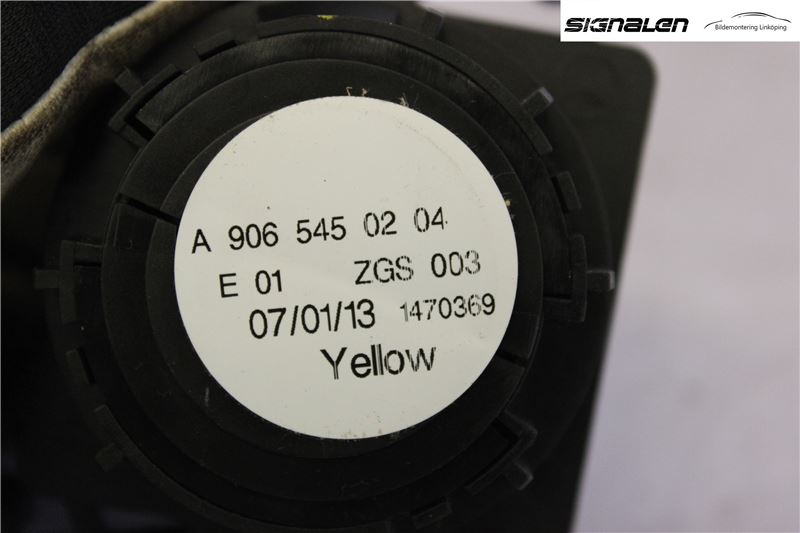 SIGNALEN
Bildemontering Linköping
A 906 545 02 04
E 01 ZGS 003
07/01/13 1470369
Yellow